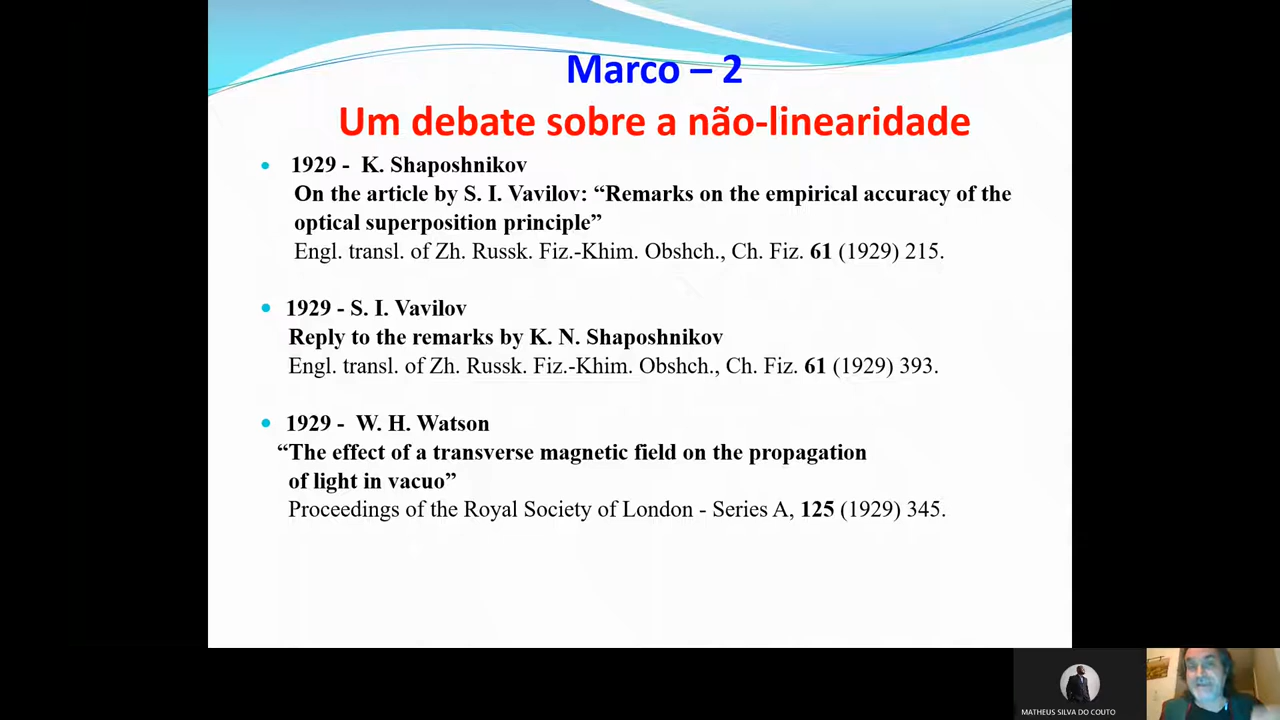 Marco – 2
Um debate sobre a não-linearidade
1929 - K. Shaposhnikov
On the article by S. I. Vavilov: “Remarks on the empirical accuracy of the
optical superposition principle”
Engl. transl. of Zh. Russk. Fiz.-Khim. Obshch., Ch. Fiz. 61 (1929) 215.
1929 - S. I. Vavilov
Reply to the remarks by K. N. Shaposhnikov
Engl. transl. of Zh. Russk. Fiz.-Khim. Obshch., Ch. Fiz. 61 (1929) 393.
1929 - W. H. Watson
“The effect of a transverse magnetic field on the propagation
of light in vacuo”
Proceedings of the Royal Society of London - Series A, 125 (1929) 345.
MATHEUS SILVA DO COUTO